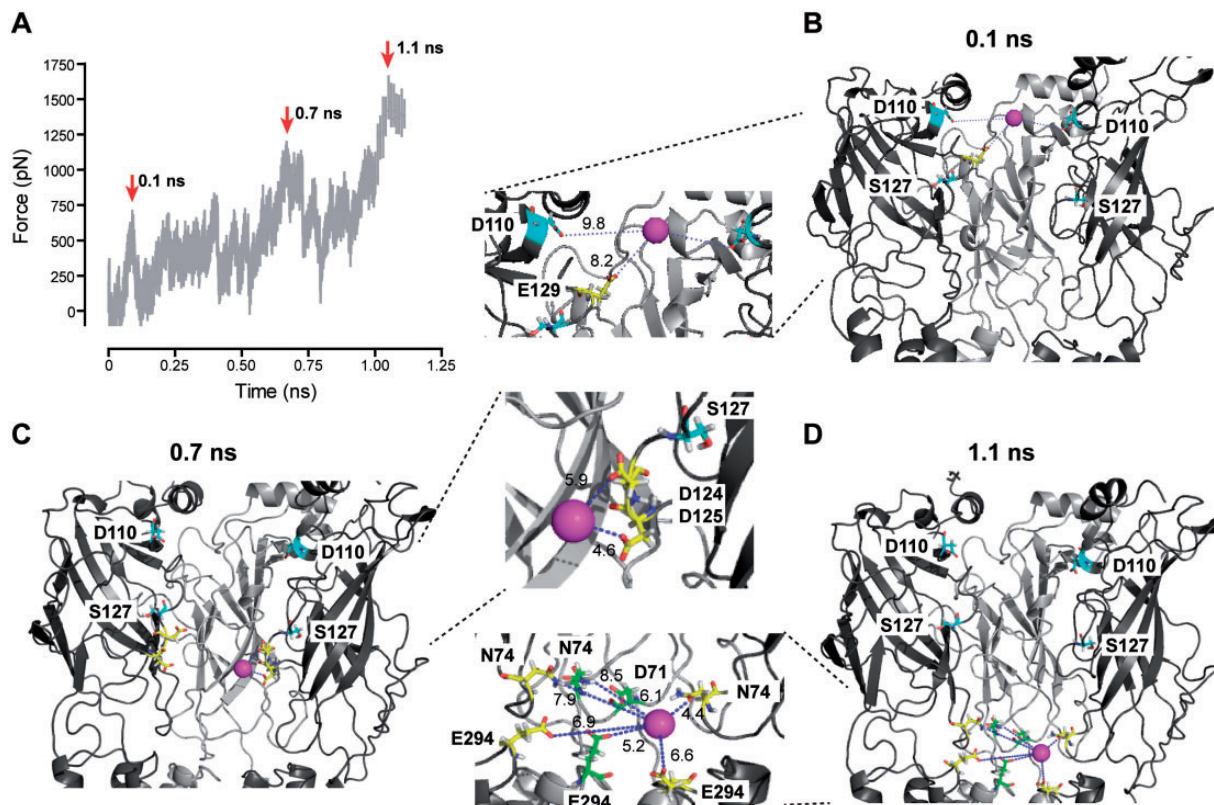 A
Force (pN)
1750
1500
1250
1000
750
500
250
0
0.1 ns
0.7 ns
1.1 ns
0
0.25
0.50
0.75
1.00
1.25
Time (ns)
B
0.1 ns
D110
D110
S127
S127
D110
9.8
8.2
E129
C
0.7 ns
D110
D110
S127
S127
S127
5.9
D124
D125
4.6
D
1.1 ns
D110
D110
S127
S127
N74
N74
D71
N74
8.5
7.9
6.1
4.4
6.9
5.2
6.6
E294
E294
E294